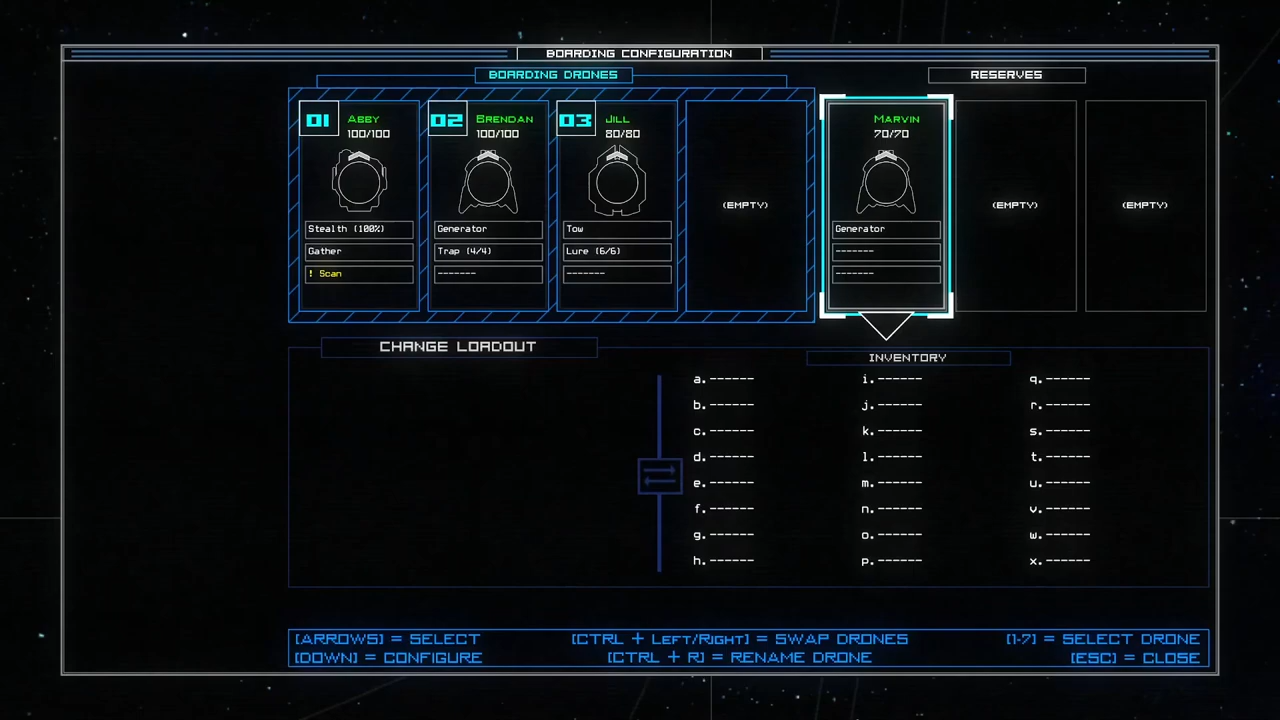 BOARDING CONFIGURATION
BOARDING DRONES
RESERVES
01 ABBY
100/100
Stealth (100%)
Gather
! Scan
02 BRENDAN
100/100
Generator
Trap (4/4)
-------
03 JILL
80/80
Tow
Lure (6/6)
-------
(EMPTY)
MARVIN
70/70
Generator
-------
-------
(EMPTY)
(EMPTY)
CHANGE LOADOUT
INVENTORY
a.------
b.------
c.------
d.------
e.------
f.------
g.------
h.------
i.------
j.------
k.------
l.------
m.------
n.------
o.------
p.------
q.------
r.------
s.------
t.------
u.------
v.------
w.------
x.------
[ARROWS] = SELECT
[CTRL + LEFT/RIGHT] = SWAP DRONES
[1-7] = SELECT DRONE
[DOWN] = CONFIGURE
[CTRL + R] = RENAME DRONE
[ESC] = CLOSE